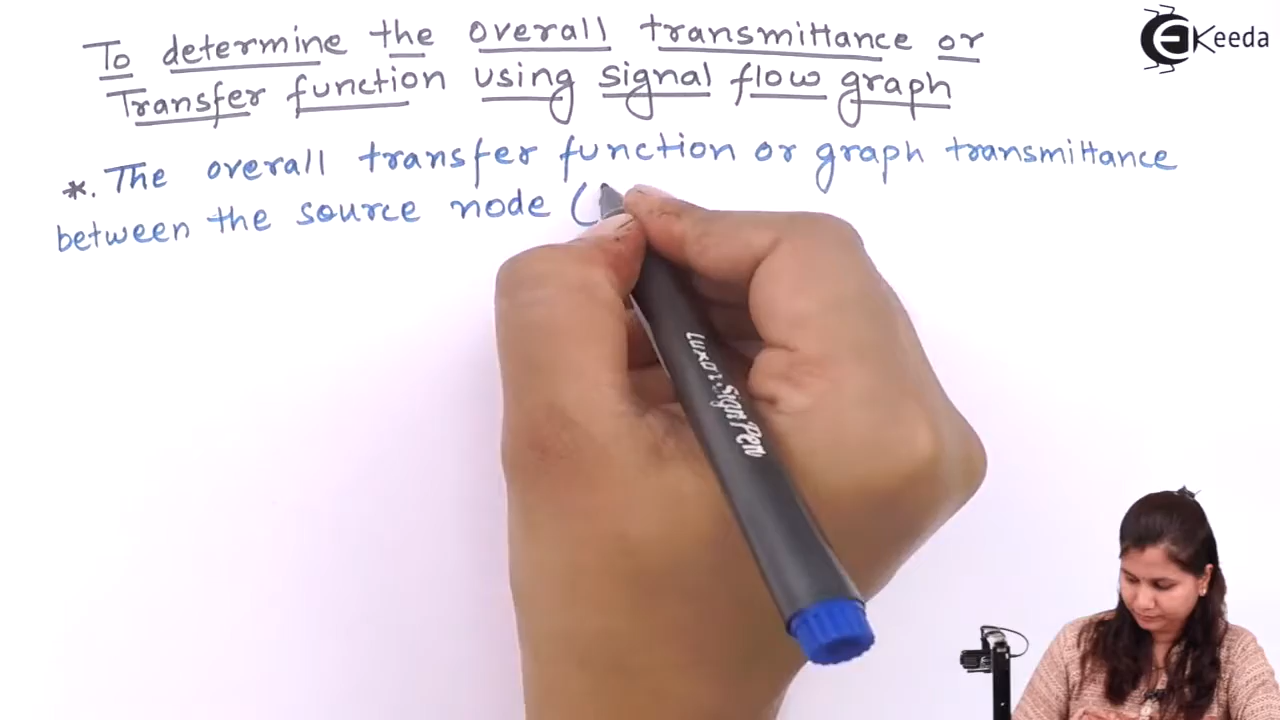 To determine the overall transmittance or
Transfer function using signal flow graph
*. The overall transfer function or graph transmittance
between the source node (
EKeeda
Luxor Sign Pen